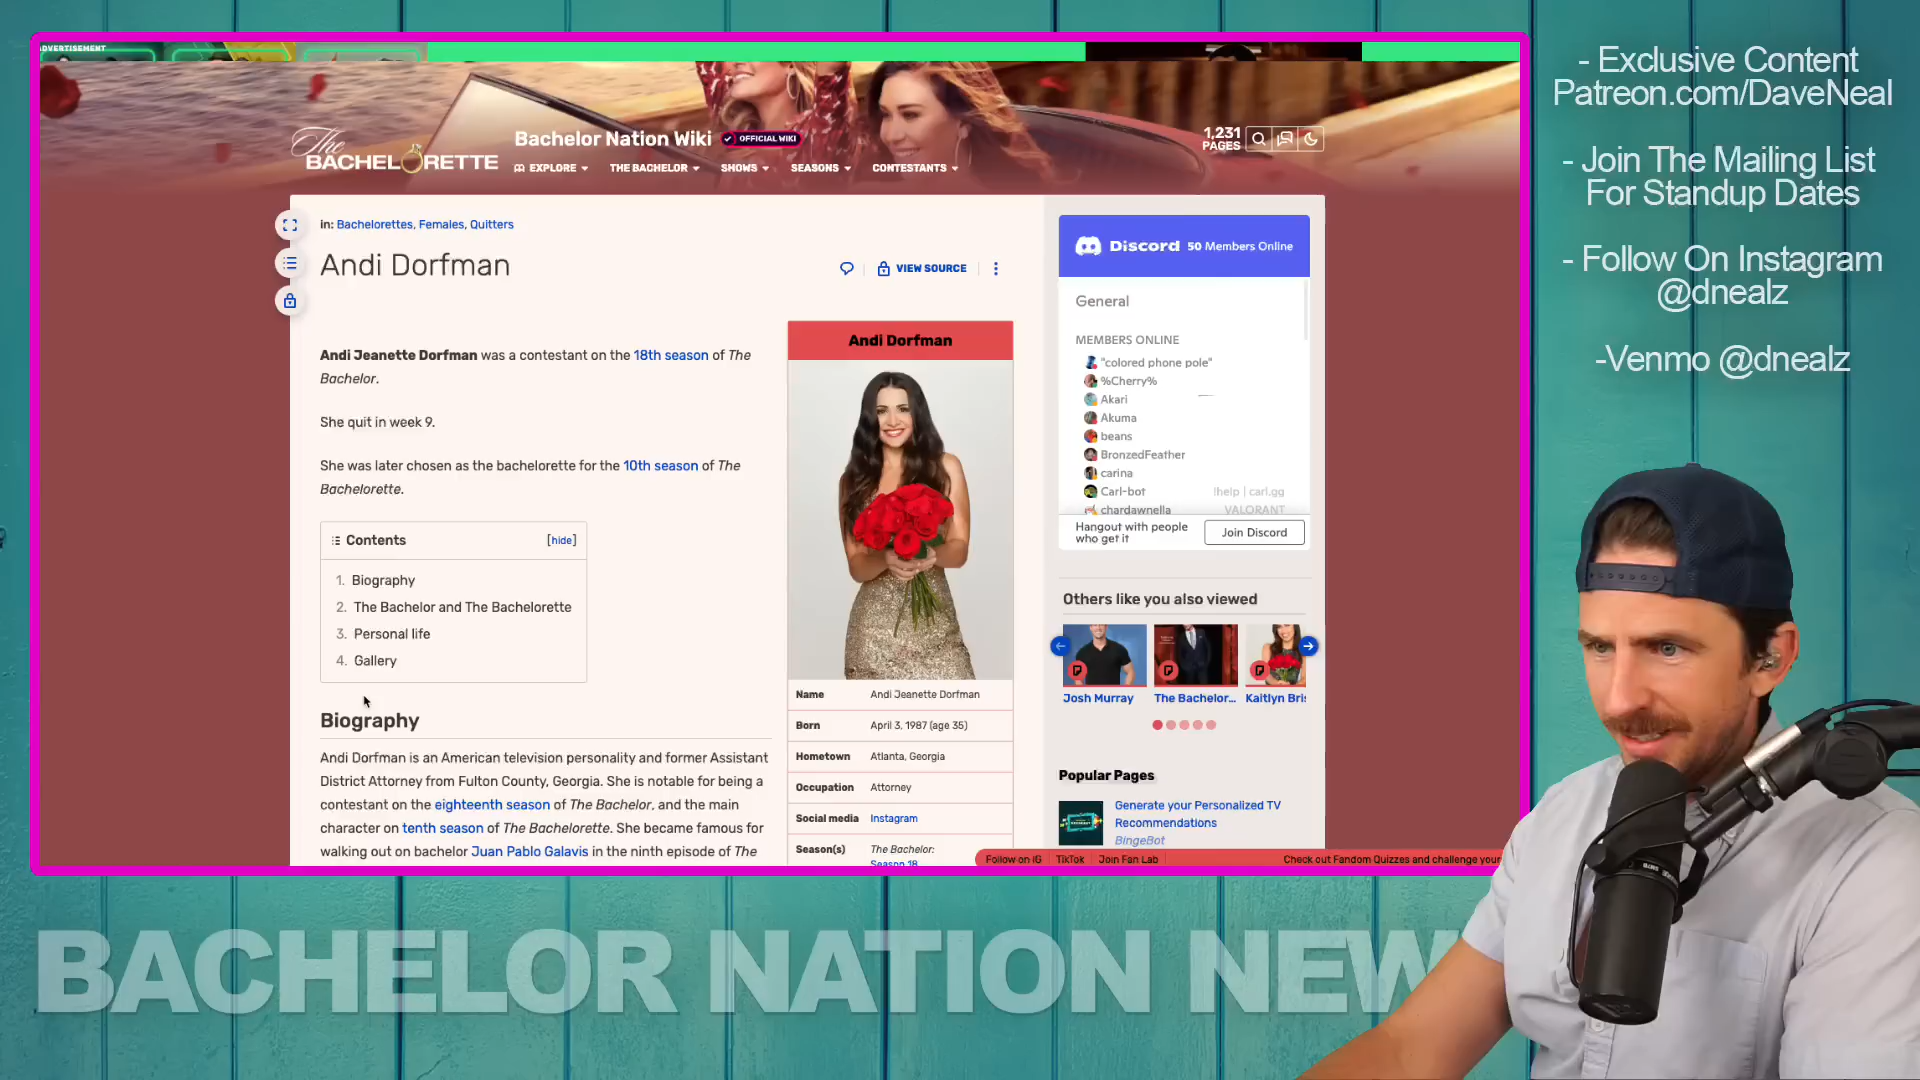 ADVERTISEMENT
The
BACHELORETTE
Bachelor Nation Wiki
OFFICIAL WIKI
EXPLORE
THE BACHELOR
SHOWS
SEASONS
CONTESTANTS
1,231
PAGES
in: Bachelorettes, Females, Quitters
Andi Dorfman
VIEW SOURCE
Andi Jeanette Dorfman was a contestant on the 18th season of The
Bachelor.
She quit in week 9.
She was later chosen as the bachelorette for the 10th season of The
Bachelorette.
Contents
[hide]
1. Biography
2. The Bachelor and The Bachelorette
3. Personal life
4. Gallery
Biography
Andi Dorfman is an American television personality and former Assistant
District Attorney from Fulton County, Georgia. She is notable for being a
contestant on the eighteenth season of The Bachelor, and the main
character on tenth season of The Bachelorette. She became famous for
walking out on bachelor Juan Pablo Galavis in the ninth episode of The
Andi Dorfman
Name Andi Jeanette Dorfman
Born April 3, 1987 (age 35)
Hometown Atlanta, Georgia
Occupation Attorney
Social media Instagram
Season(s) The Bachelor:
Season 18
Discord 50 Members Online
General
MEMBERS ONLINE
"colored phone pole"
%Cherry%
Akari
Akuma
beans
BronzedFeather
carina
Carl-bot !help | carl.gg
chardawnella VALORANT
Hangout with people
who get it
Join Discord
Others like you also viewed
Josh Murray
The Bachelor...
Kaitlyn Bris
Popular Pages
Generate your Personalized TV
Recommendations
BingeBot
Follow on IG TikTok Join Fan Lab
Check out Fandom Quizzes and challenge your
- Exclusive Content
Patreon.com/DaveNeal
- Join The Mailing List
For Standup Dates
- Follow On Instagram
@dnealz
-Venmo @dnealz
BACHELOR NATION NEW